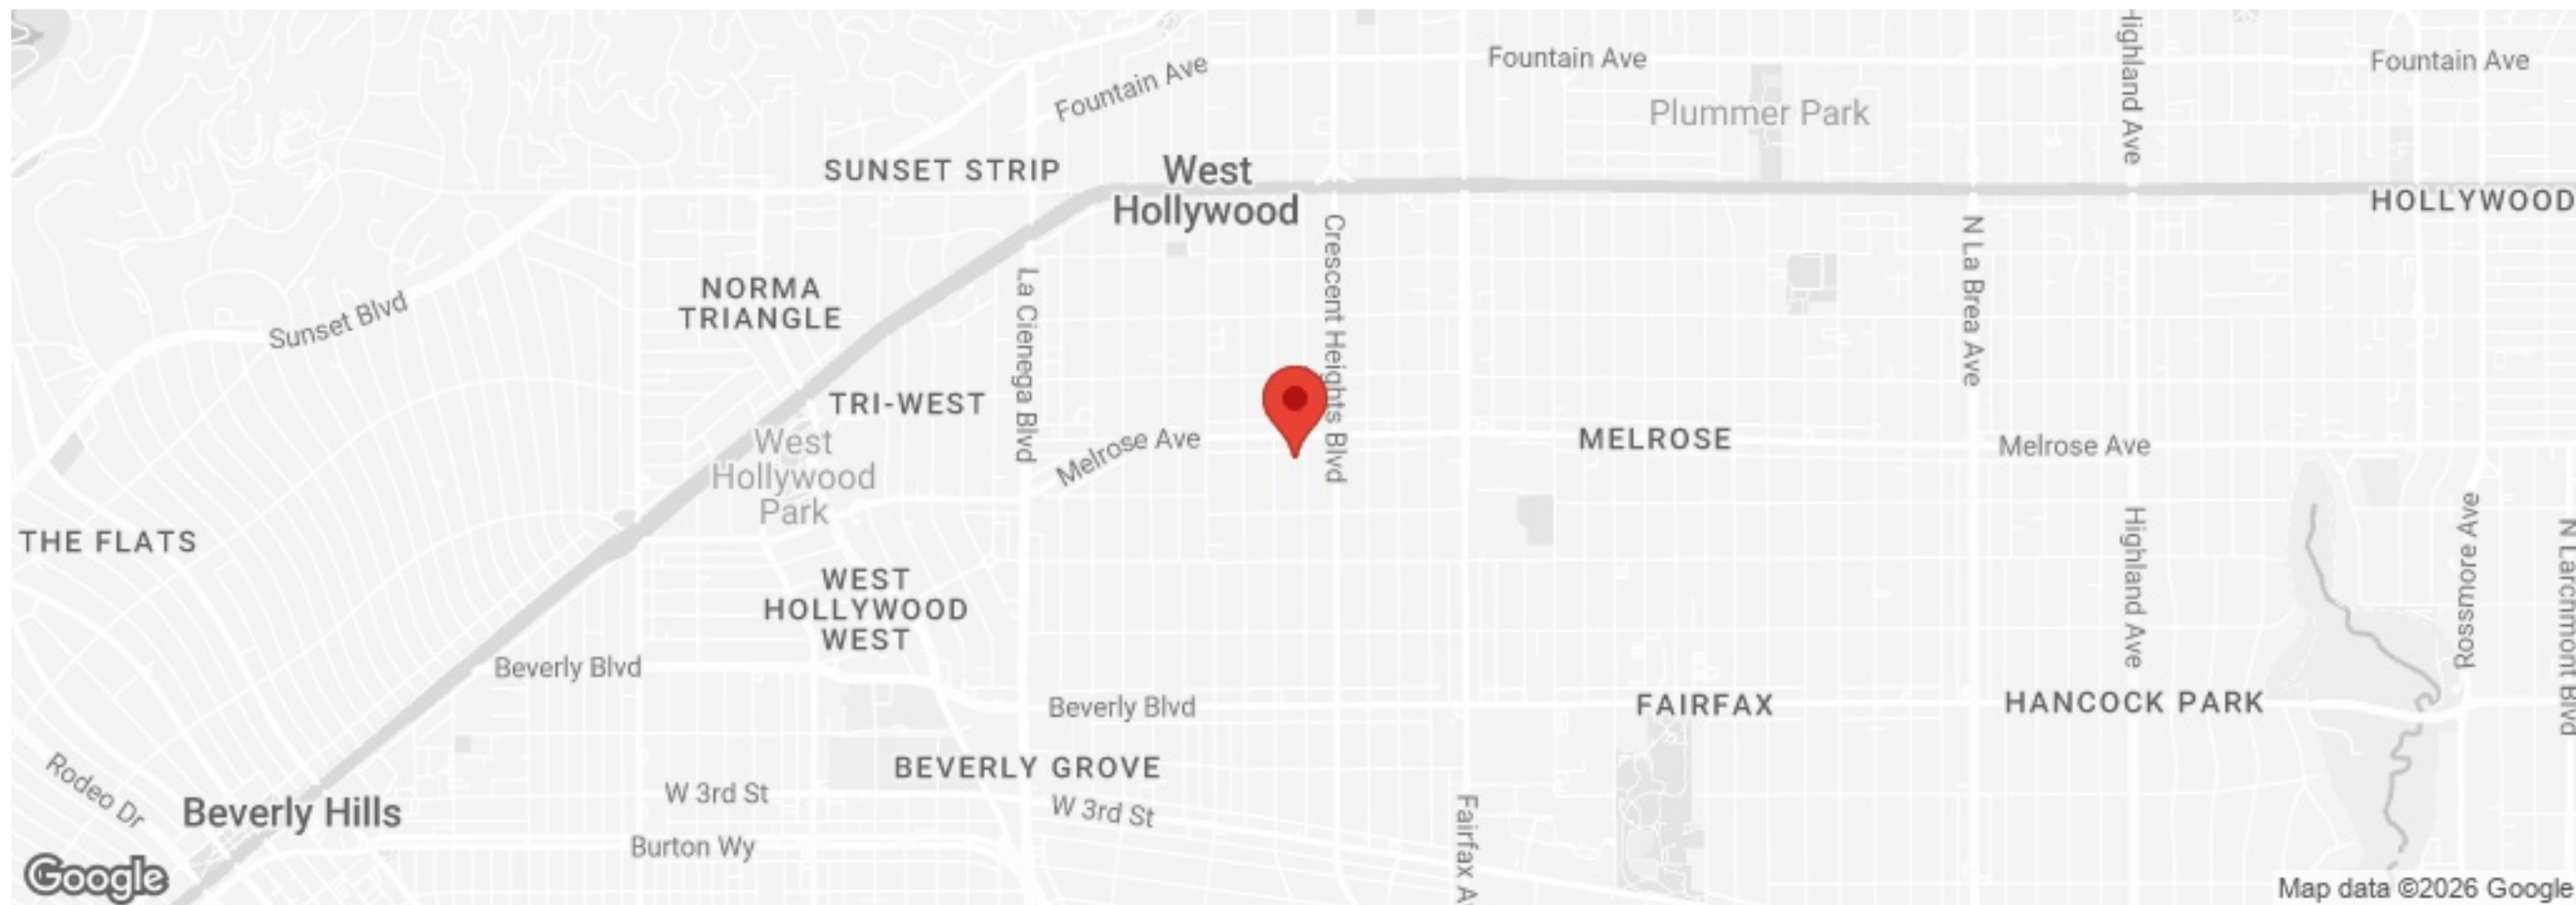 Fountain Ave
Fountain Ave
Fountain Ave
Highland Ave
Plummer Park
SUNSET STRIP
West
Hollywood
HOLLYWOOD
Crescent Heights Blvd
N La Brea Ave
La Cienega Blvd
NORMA
TRIANGLE
Sunset Blvd
TRI-WEST
West
Hollywood
Park
Melrose Ave
MELROSE
Melrose Ave
THE FLATS
Highland Ave
Rossmore Ave
N Larchmont Blvd
WEST
HOLLYWOOD
WEST
Beverly Blvd
Beverly Blvd
FAIRFAX
HANCOCK PARK
BEVERLY GROVE
Rodeo Dr
Beverly Hills
W 3rd St
W 3rd St
Fairfax A
Burton Wy
Google
Map data ©2026 Google